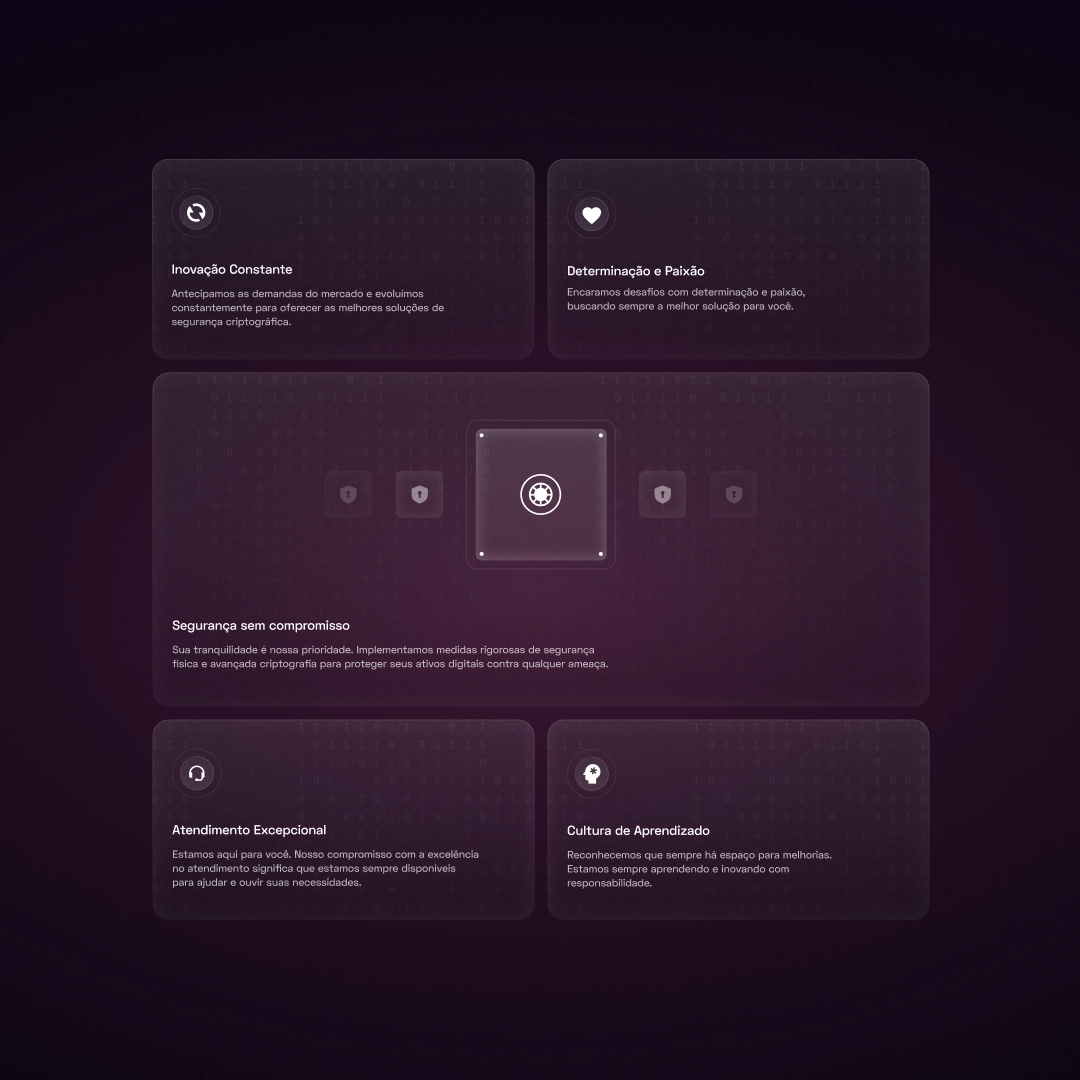 Inovação Constante
Antecipamos as demandas do mercado e evoluímos
constantemente para oferecer as melhores soluções de
segurança criptográfica.
Determinação e Paixão
Encaramos desafios com determinação e paixão,
buscando sempre a melhor solução para você.
Segurança sem compromisso
Sua tranquilidade é nossa prioridade. Implementamos medidas rigorosas de segurança
física e avançada criptografia para proteger seus ativos digitais contra qualquer ameaça.
Atendimento Excepcional
Estamos aqui para você. Nosso compromisso com a excelência
no atendimento significa que estamos sempre disponíveis
para ajudar e ouvir suas necessidades.
Cultura de Aprendizado
Reconhecemos que sempre há espaço para melhorias.
Estamos sempre aprendendo e inovando com
responsabilidade.